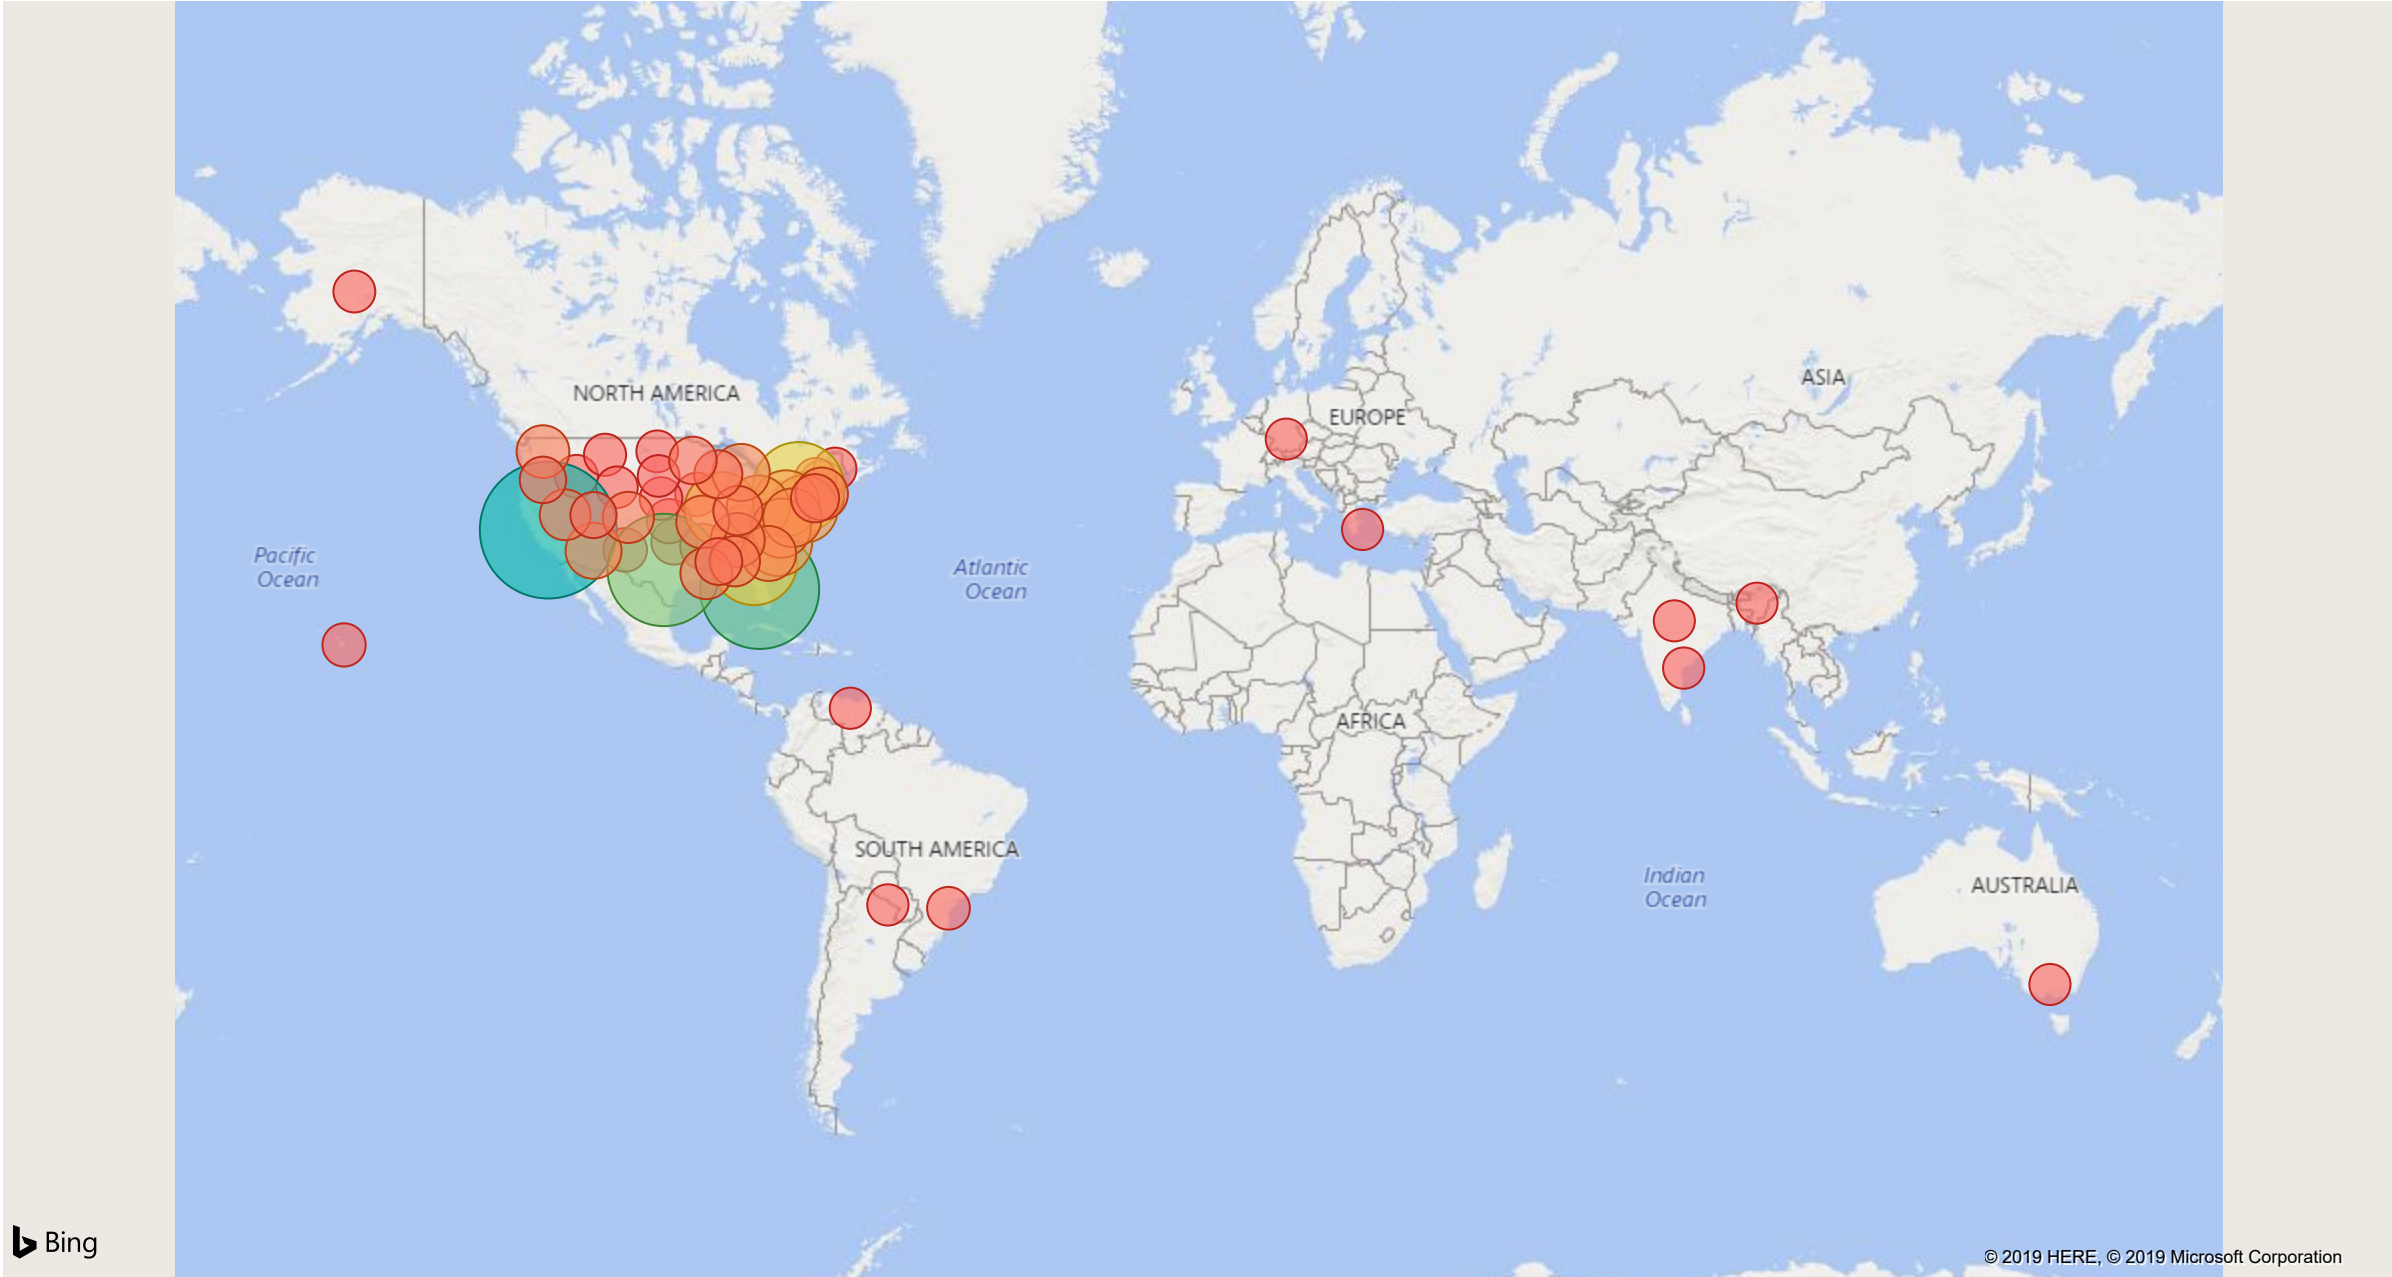 NORTH AMERICA
ASIA
EUROPE
Pacific
Ocean
Atlantic
Ocean
AFRICA
SOUTH AMERICA
Indian
Ocean
AUSTRALIA
Bing
© 2019 HERE, © 2019 Microsoft Corporation